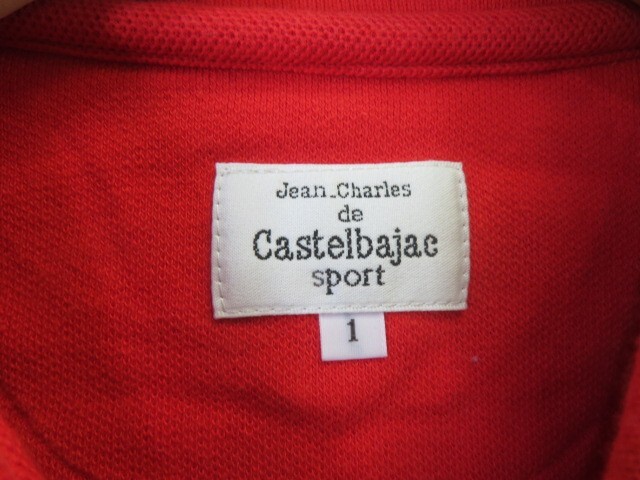 Jean-Charles
de
Castelbajac
sport
1